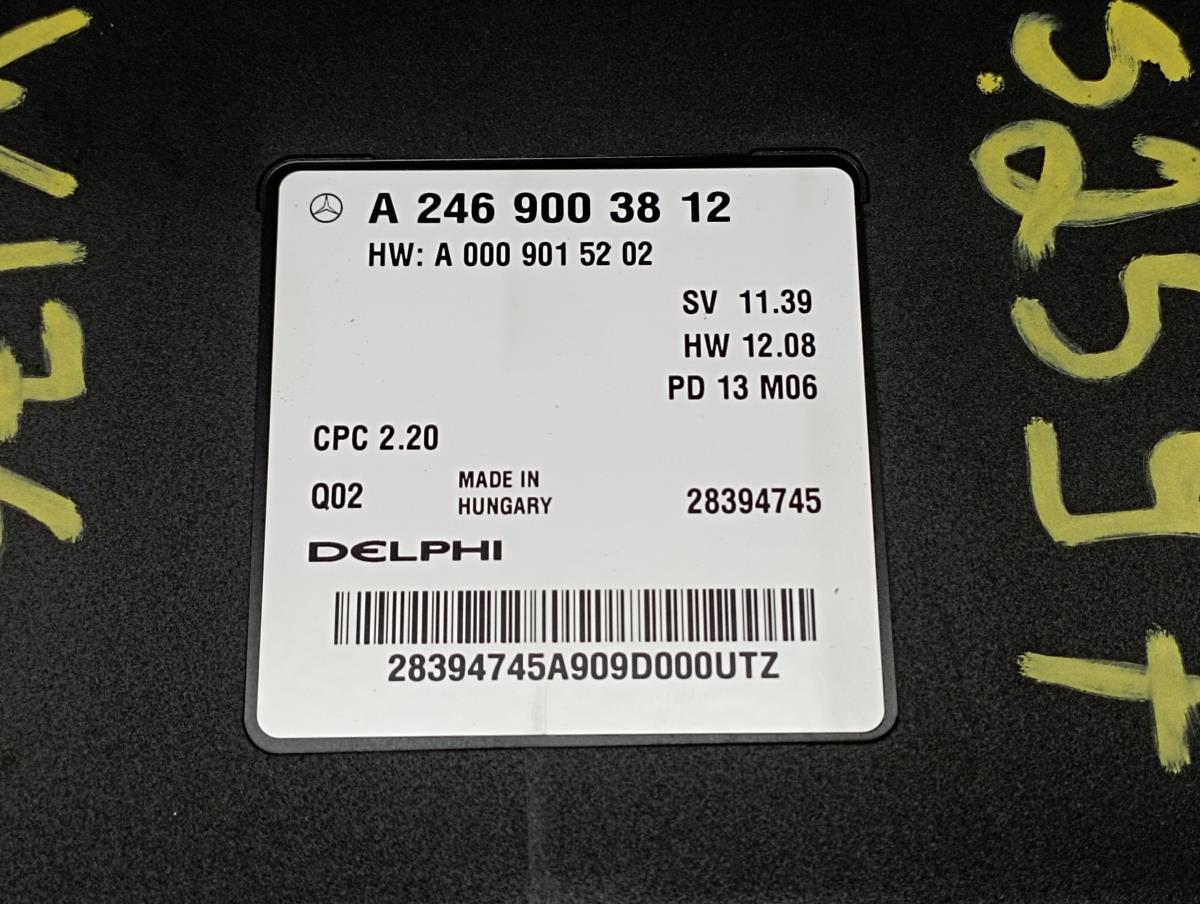 A 246 900 38 12
HW: A 000 901 52 02
SV 11.39
HW 12.08
PD 13 M06
CPC 2.20
Q02
MADE IN
HUNGARY
28394745
DELPHI
28394745A909D000UTZ